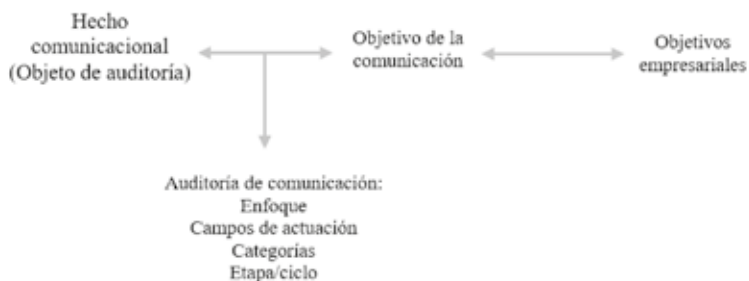 Hecho
comunicacional
(Objeto de auditoría)
Objetivo de la
comunicación
Objetivos
empresariales
Auditoría de comunicación:
Enfoque
Campos de actuación
Categorías
Etapa/ciclo